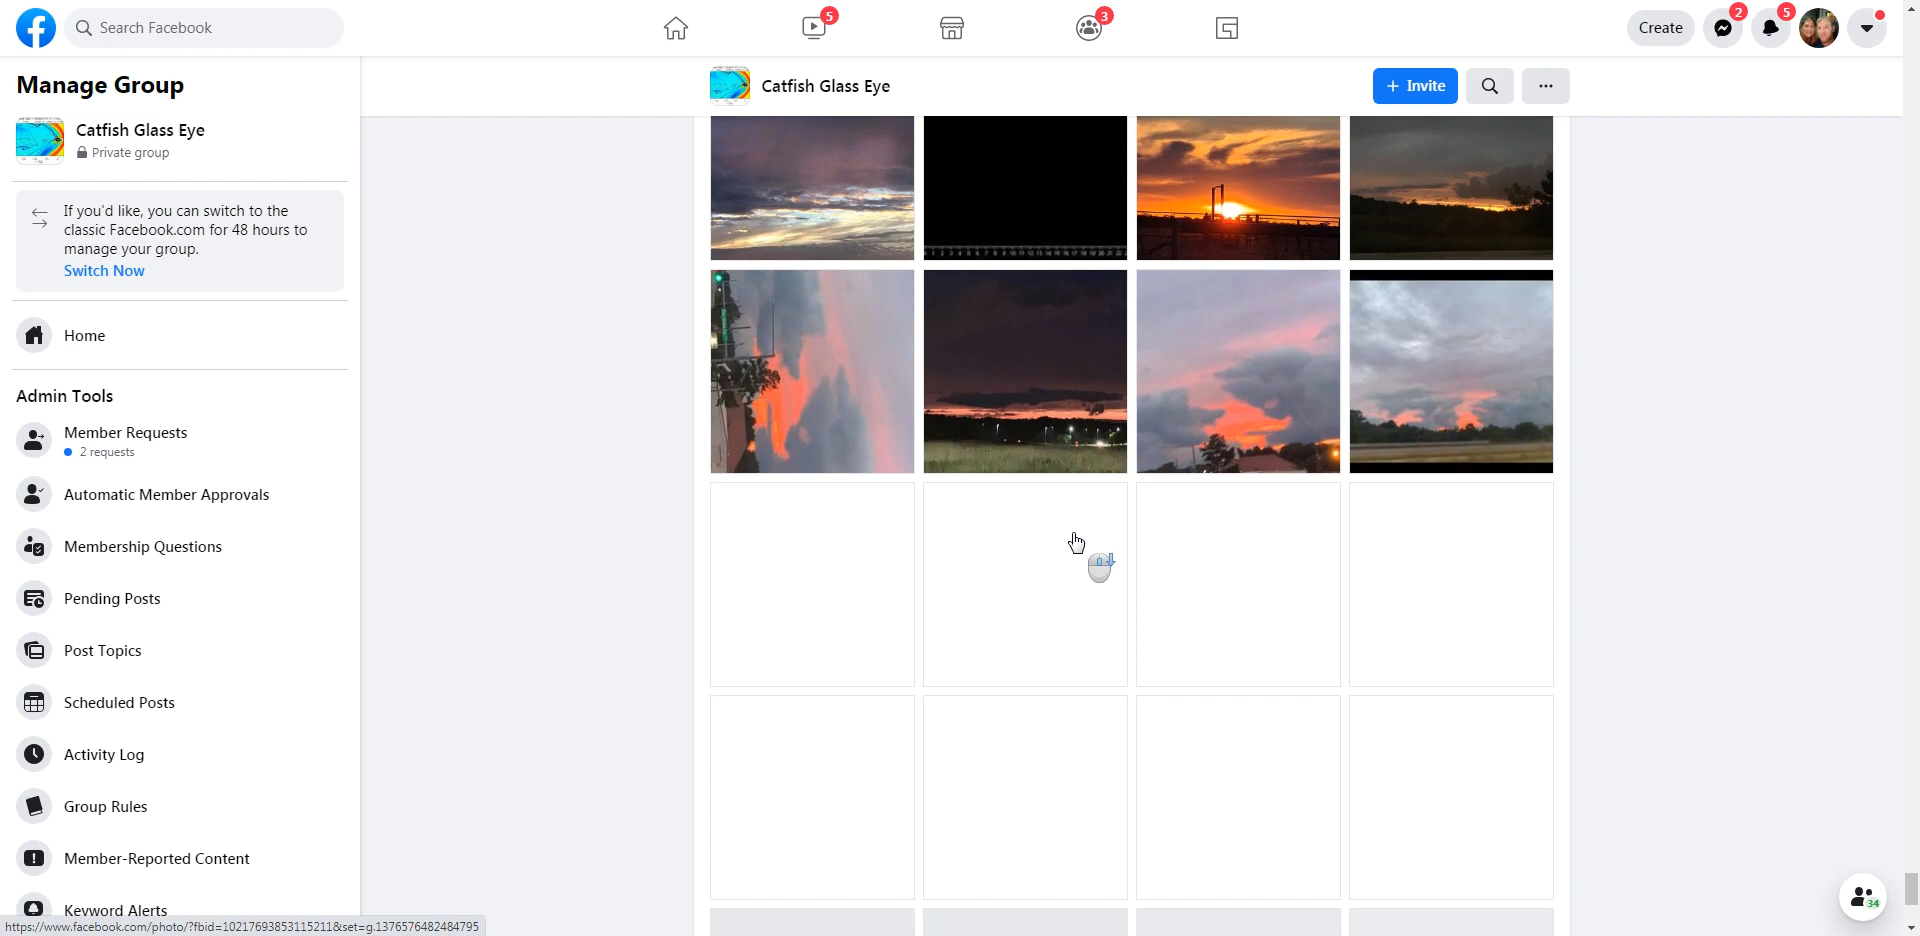 Search Facebook
5
3
Create
2
5
Manage Group
Catfish Glass Eye
Private group
If you'd like, you can switch to the
classic Facebook.com for 48 hours to
manage your group.
Switch Now
Home
Admin Tools
Member Requests
2 requests
Automatic Member Approvals
Membership Questions
Pending Posts
Post Topics
Scheduled Posts
Activity Log
Group Rules
Member-Reported Content
Keyword Alerts
https://www.facebook.com/photo/?fbid=10217693853115211&set=g.1376576482484795
Catfish Glass Eye
+ Invite
34